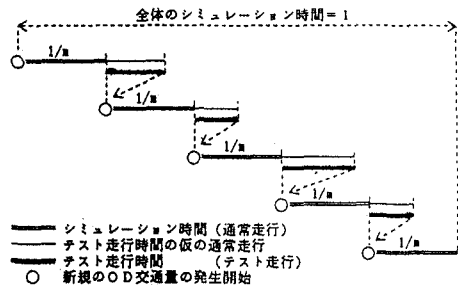 全体のシミュレーション時間=1
1/m
1/m
1/m
1/m
1/m
シミュレーション時間（通常走行）
テスト走行時間の仮の通常走行
テスト走行時間 （テスト走行）
新規のOD交通量の発生開始